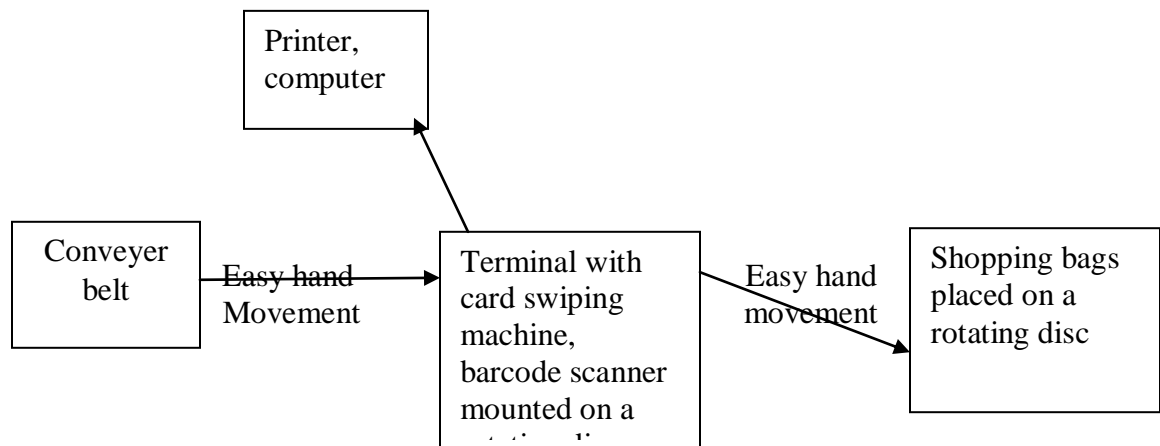 Printer,
computer
Conveyer
belt
Easy hand
Movement
Terminal with
card swiping
machine,
barcode scanner
mounted on a
Easy hand
movement
Shopping bags
placed on a
rotating disc